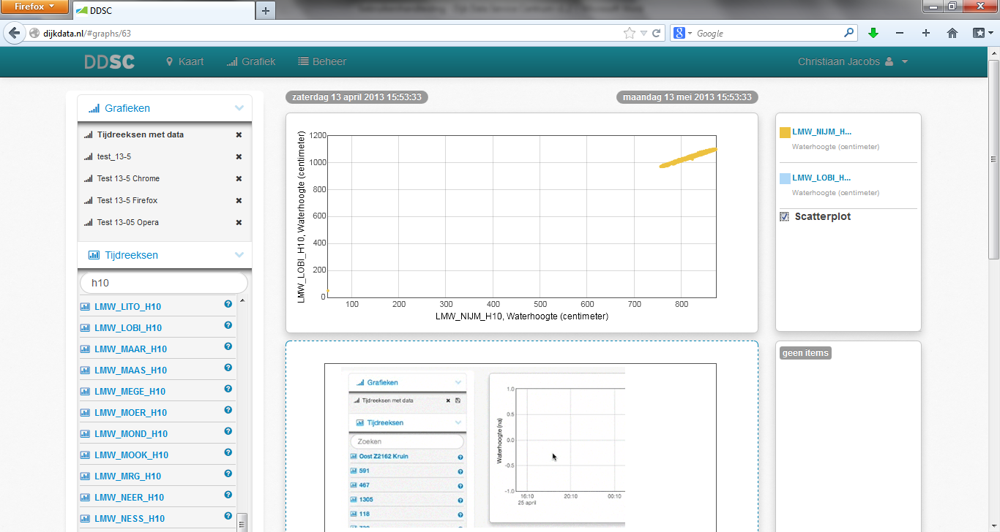 Firefox
DDSC
dijkdata.nl/#graphs/63
Google
DDSC
Kaart
Grafiek
Beheer
Christiaan Jacobs
Grafieken
Tijdreeksen met data
test_13-5
Test 13-5 Chrome
Test 13-5 Firefox
Test 13-05 Opera
Tijdreeksen
h10
LMW_LITO_H10
LMW_LOBI_H10
LMW_MAAR_H10
LMW_MAAS_H10
LMW_MEGE_H10
LMW_MOER_H10
LMW_MOND_H10
LMW_MOOK_H10
LMW_MRG_H10
LMW_NEER_H10
LMW_NESS_H10
zaterdag 13 april 2013 15:53:33
maandag 13 mei 2013 15:53:33
LMW_LOBI_H10, Waterhoogte (centimeter)
1200
1000
800
600
400
200
0
100 200 300 400 500 600 700 800
LMW_NIJM_H10, Waterhoogte (centimeter)
LMW_NIJM_H...
Waterhoogte (centimeter)
LMW_LOBI_H...
Waterhoogte (centimeter)
Scatterplot
geen items
Grafieken
Tijdreeksen met data
Tijdreeksen
Zoeken
Oost Z2162 Kruin
591
467
1305
118
Waterhoogte (na)
1.0
0.5
0.0
-0.5
-1.0
16:10 20:10 00:10
25 april